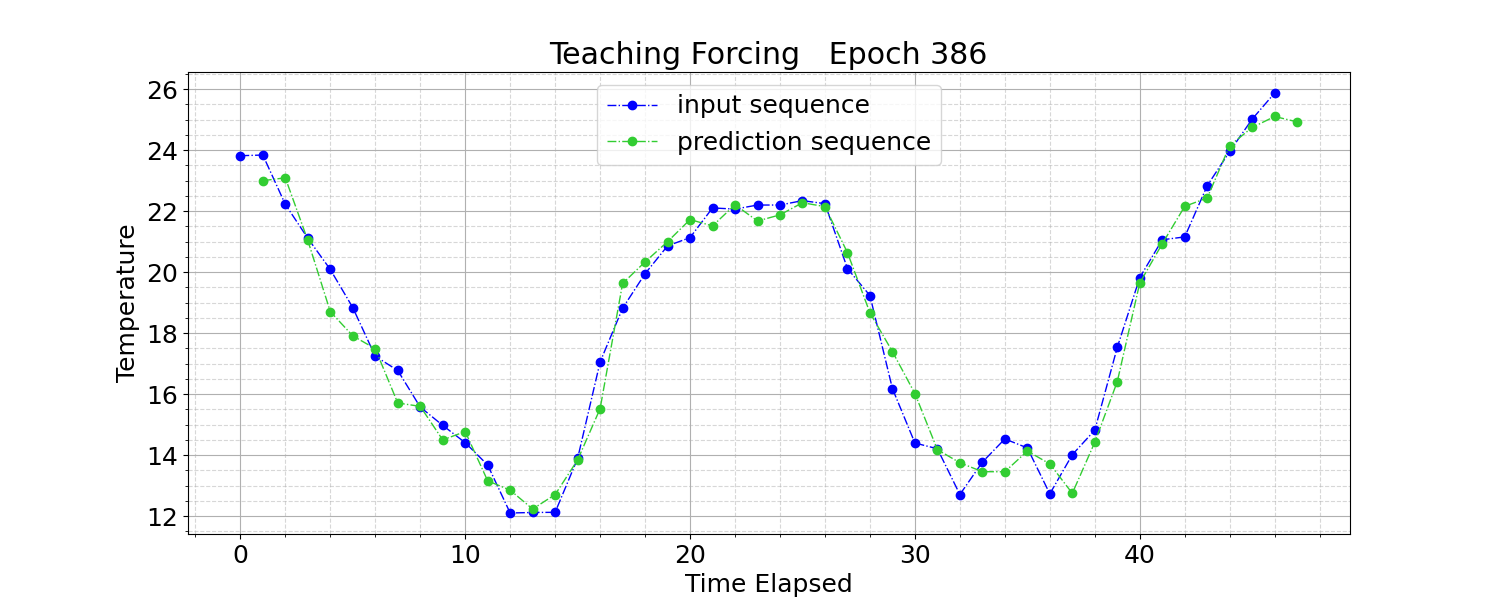 Teaching Forcing   Epoch 386
input sequence
prediction sequence
Temperature
26
24
22
20
18
16
14
12
0 10 20 30 40
Time Elapsed